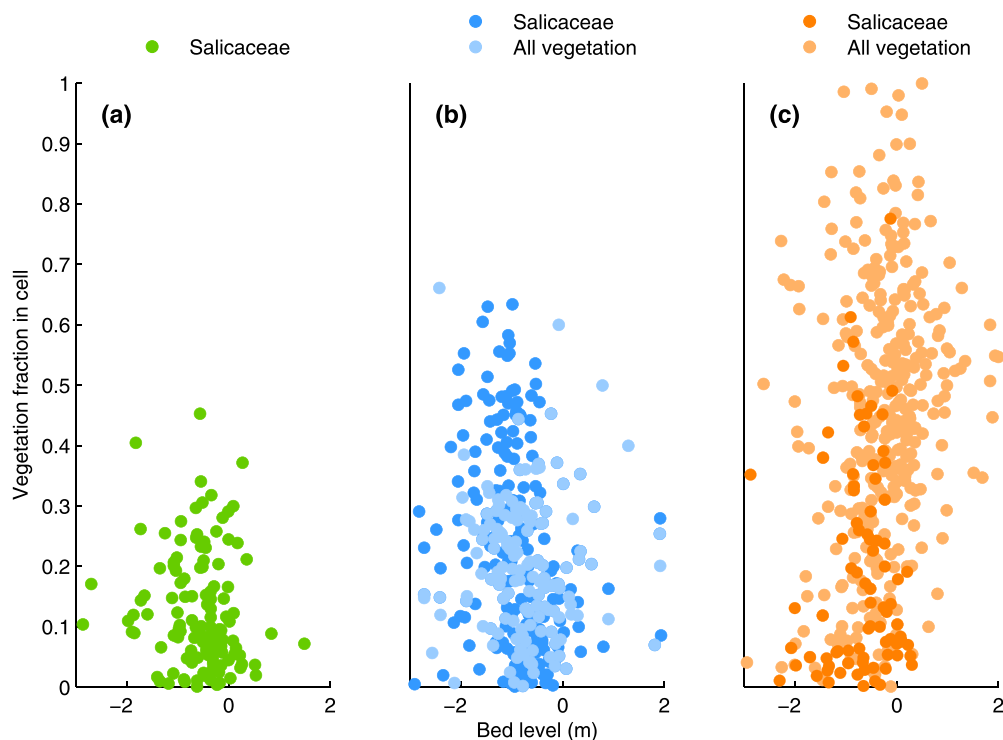 Salicaceae
Salicaceae
All vegetation
Salicaceae
All vegetation
(a)
(b)
(c)
1
0.9
0.8
0.7
0.6
0.5
0.4
0.3
0.2
0.1
0
Vegetation fraction in cell
−2 0 2
−2 0 2
−2 0 2
Bed level (m)